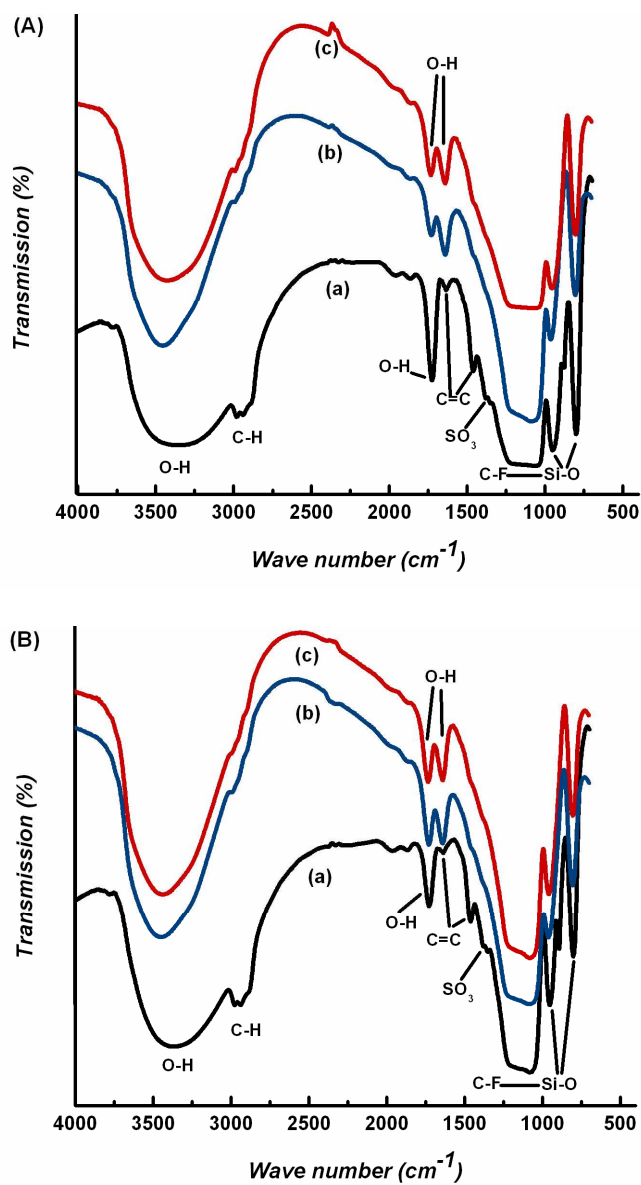 (A)
(c)
O-H
(b)
(a)
O-H
C=C
C-H
SO3
O-H
C-F Si-O
4000 3500 3000 2500 2000 1500 1000 500
Transmission (%)
Wave number (cm-1)
(B)
(c)
O-H
(b)
(a)
O-H
C=C
SO3
C-H
O-H
C-F Si-O
4000 3500 3000 2500 2000 1500 1000 500
Transmission (%)
Wave number (cm-1)